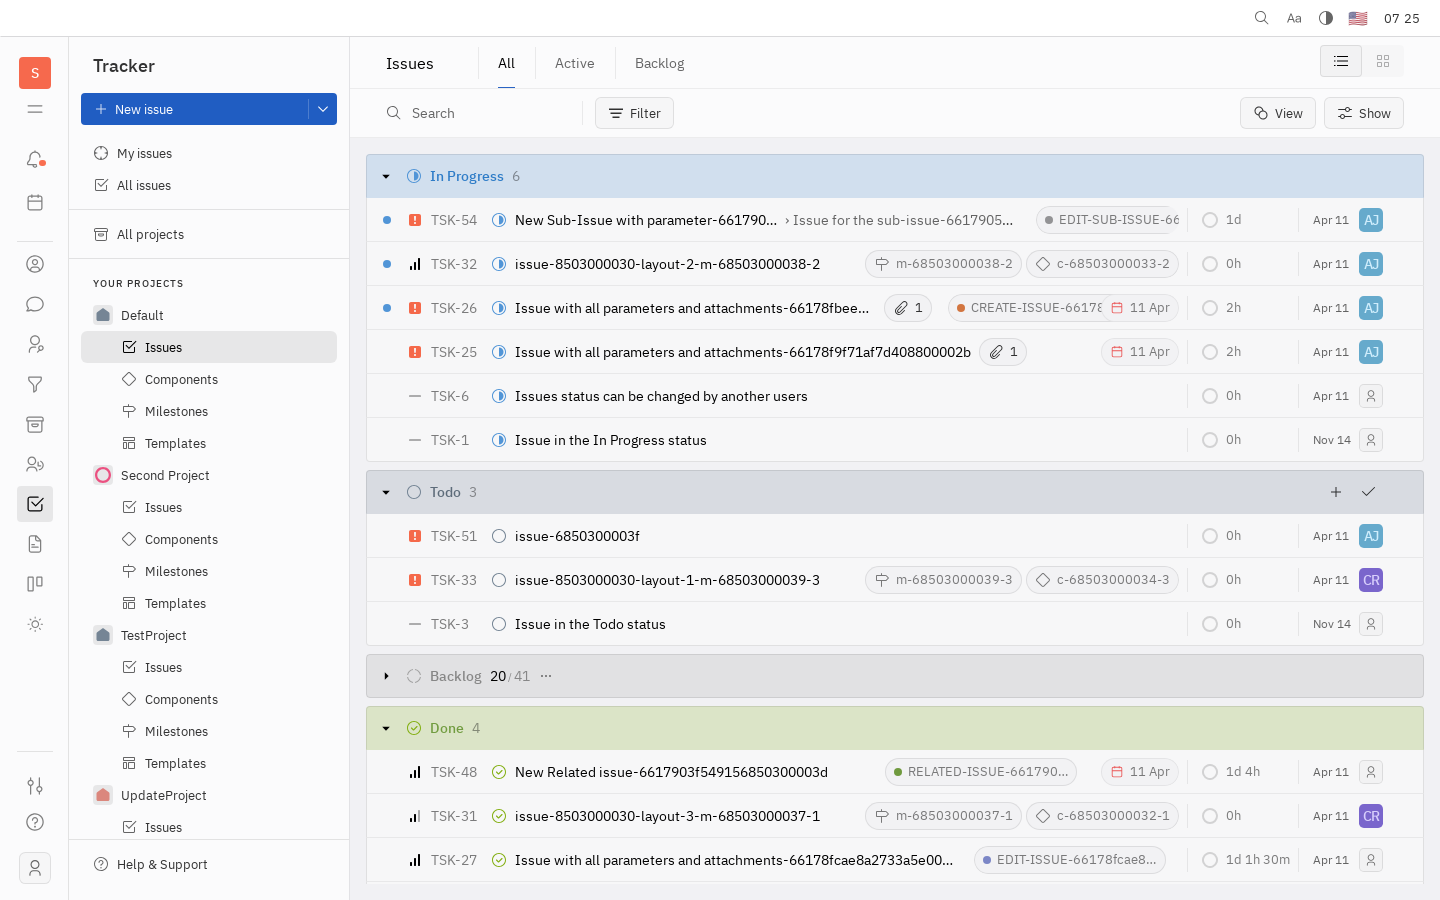 Aa
07 25
S
Tracker
New issue
My issues
All issues
All projects
YOUR PROJECTS
Default
Issues
Components
Milestones
Templates
Second Project
Issues
Components
Milestones
Templates
TestProject
Issues
Components
Milestones
Templates
UpdateProject
Issues
Help & Support
Issues All Active Backlog
Search Filter View Show
In Progress 6
TSK-54 New Sub-Issue with parameter-661790... › Issue for the sub-issue-6617905... EDIT-SUB-ISSUE-66 1d Apr 11 AJ
TSK-32 issue-8503000030-layout-2-m-68503000038-2 m-68503000038-2 c-68503000033-2 0h Apr 11 AJ
TSK-26 Issue with all parameters and attachments-66178fbee... 1 CREATE-ISSUE-66178 11 Apr 2h Apr 11 AJ
TSK-25 Issue with all parameters and attachments-66178f9f71af7d408800002b 1 11 Apr 2h Apr 11 AJ
TSK-6 Issues status can be changed by another users 0h Apr 11
TSK-1 Issue in the In Progress status 0h Nov 14
Todo 3
TSK-51 issue-6850300003f 0h Apr 11 AJ
TSK-33 issue-8503000030-layout-1-m-68503000039-3 m-68503000039-3 c-68503000034-3 0h Apr 11 CR
TSK-3 Issue in the Todo status 0h Nov 14
Backlog 20/41 ...
Done 4
TSK-48 New Related issue-6617903f549156850300003d RELATED-ISSUE-661790... 11 Apr 1d 4h Apr 11
TSK-31 issue-8503000030-layout-3-m-68503000037-1 m-68503000037-1 c-68503000032-1 0h Apr 11 CR
TSK-27 Issue with all parameters and attachments-66178fcae8a2733a5e00... EDIT-ISSUE-66178fcae8... 1d 1h 30m Apr 11